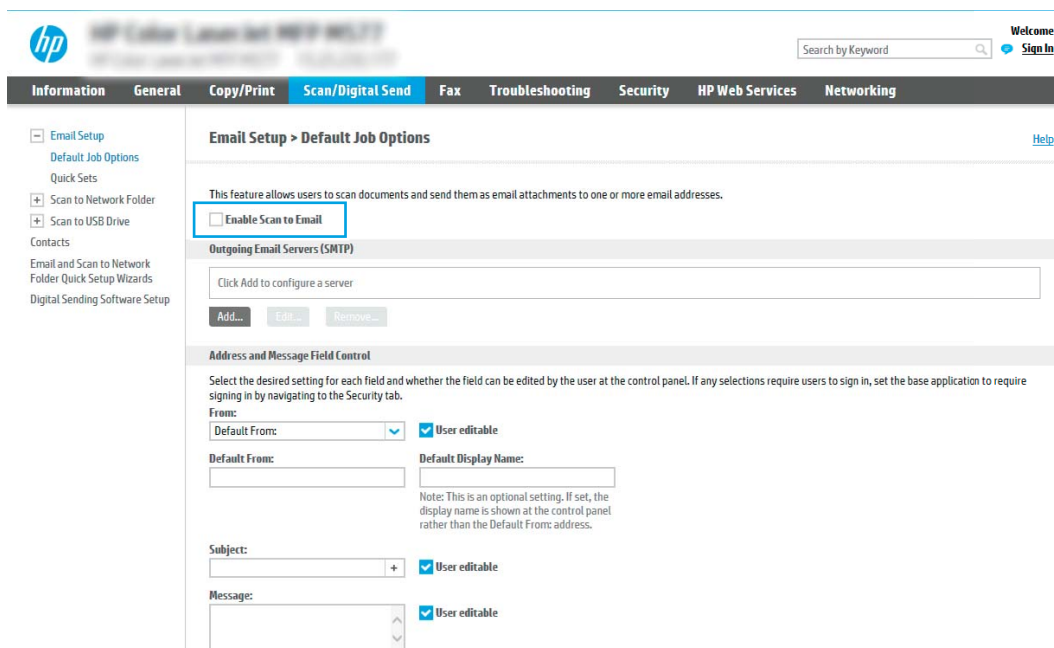 hp
Welcome
Search by Keyword
Sign In
Information General Copy/Print Scan/Digital Send Fax Troubleshooting Security HP Web Services Networking
Email Setup
Default Job Options
Quick Sets
Scan to Network Folder
Scan to USB Drive
Contacts
Email and Scan to Network
Folder Quick Setup Wizards
Digital Sending Software Setup
Email Setup > Default Job Options
Help
This feature allows users to scan documents and send them as email attachments to one or more email addresses.
Enable Scan to Email
Outgoing Email Servers (SMTP)
Click Add to configure a server
Add... Edit... Remove...
Address and Message Field Control
Select the desired setting for each field and whether the field can be edited by the user at the control panel. If any selections require users to sign in, set the base application to require
signing in by navigating to the Security tab.
From:
Default From: User editable
Default From: Default Display Name:
Note: This is an optional setting. If set, the
display name is shown at the control panel
rather than the Default From: address.
Subject:
+ User editable
Message:
User editable